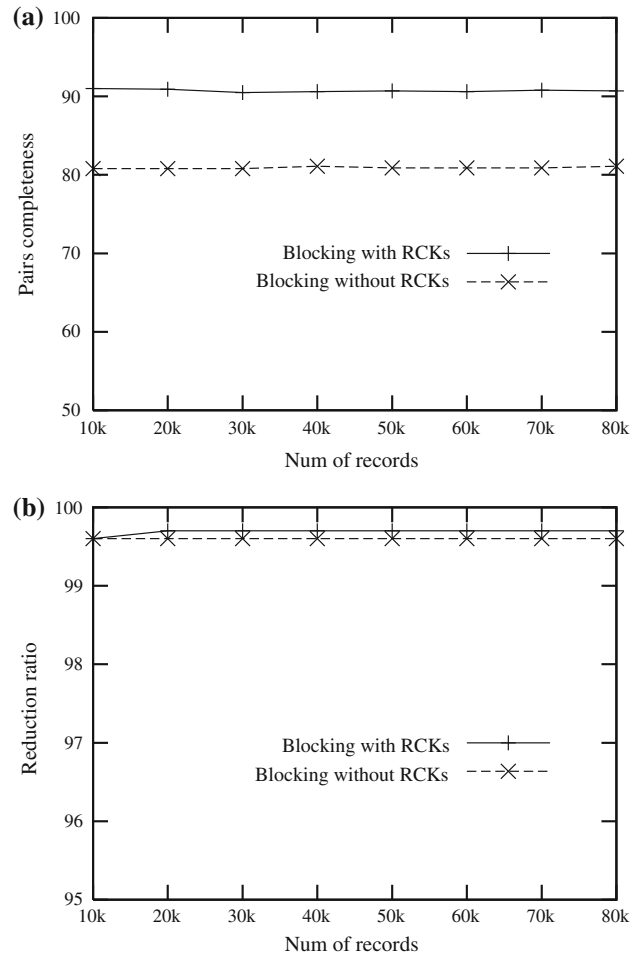 (a)
100
90
80
70
60
50
Pairs completeness
Blocking with RCKs
Blocking without RCKs
10k 20k 30k 40k 50k 60k 70k 80k
Num of records
(b)
100
99
98
97
96
95
Reduction ratio
Blocking with RCKs
Blocking without RCKs
10k 20k 30k 40k 50k 60k 70k 80k
Num of records